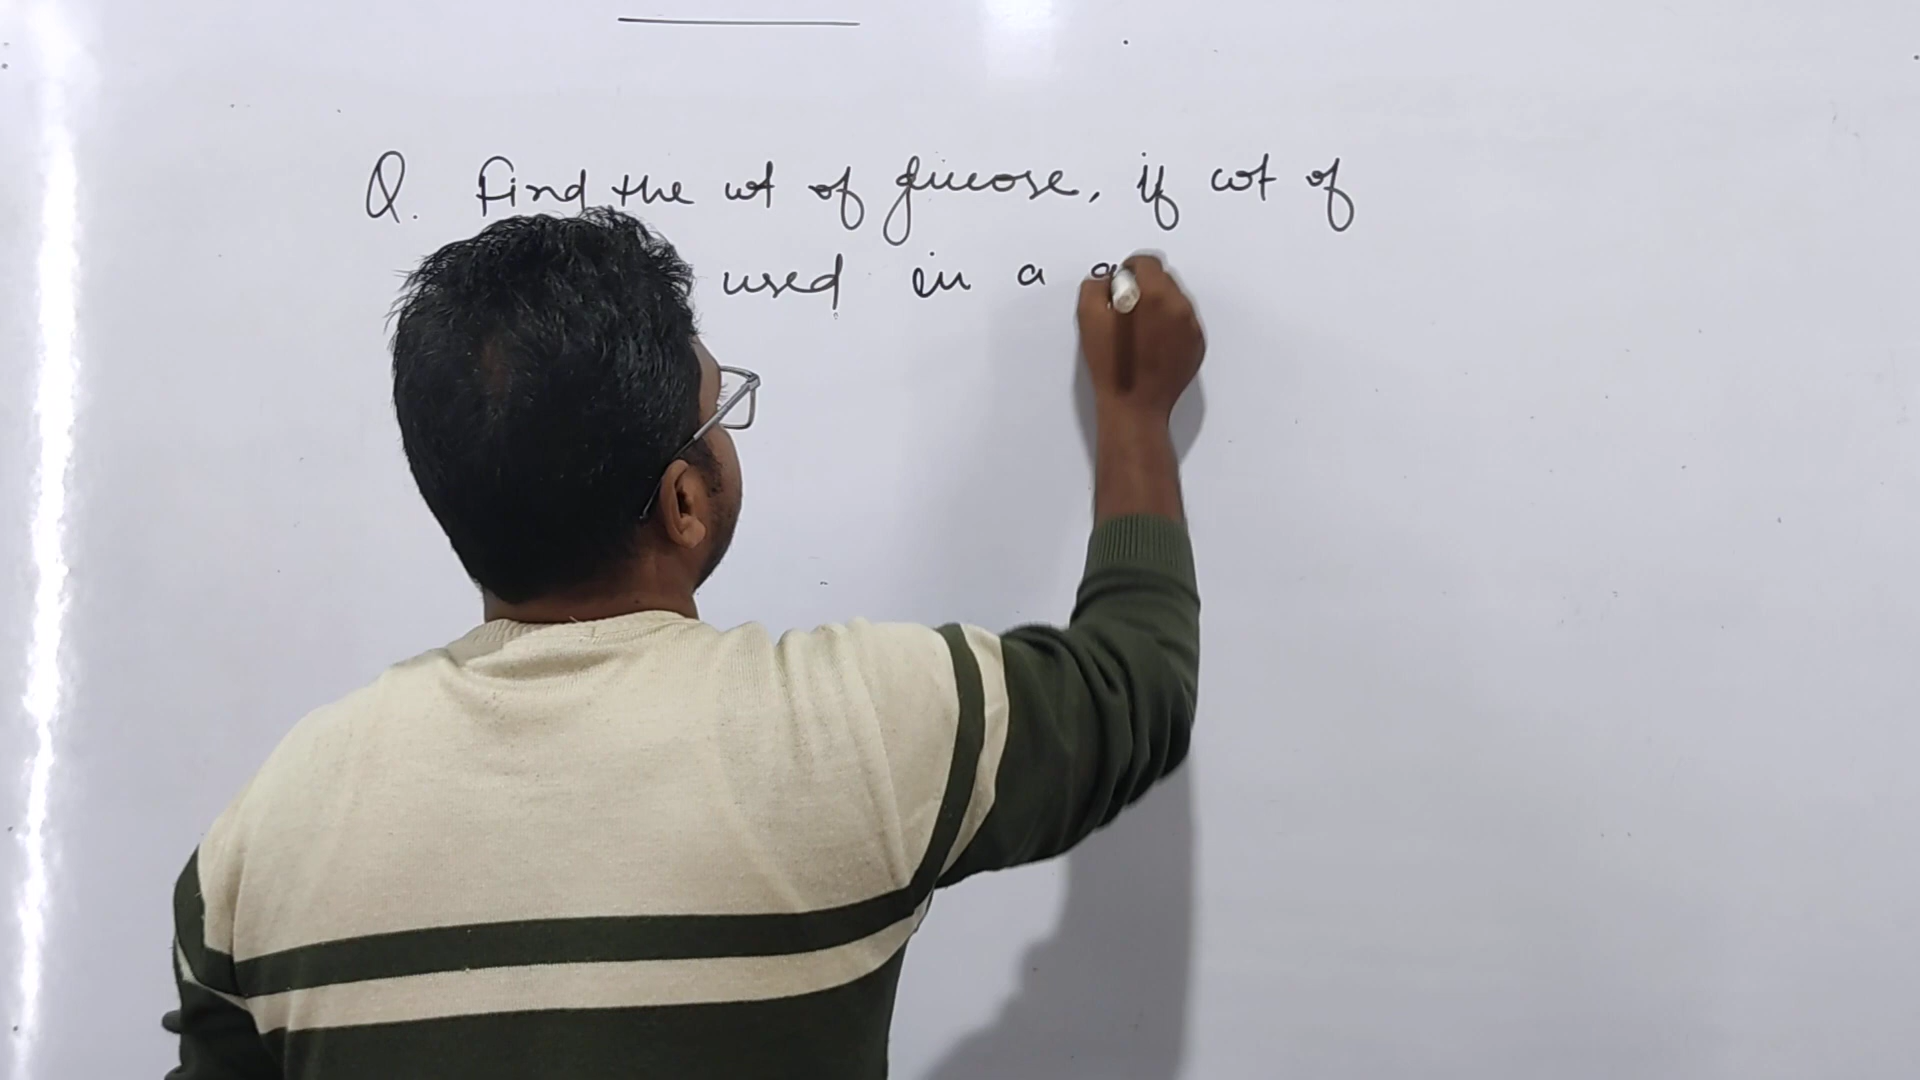 Q. Find the wt of glucose, if wt of
used in a